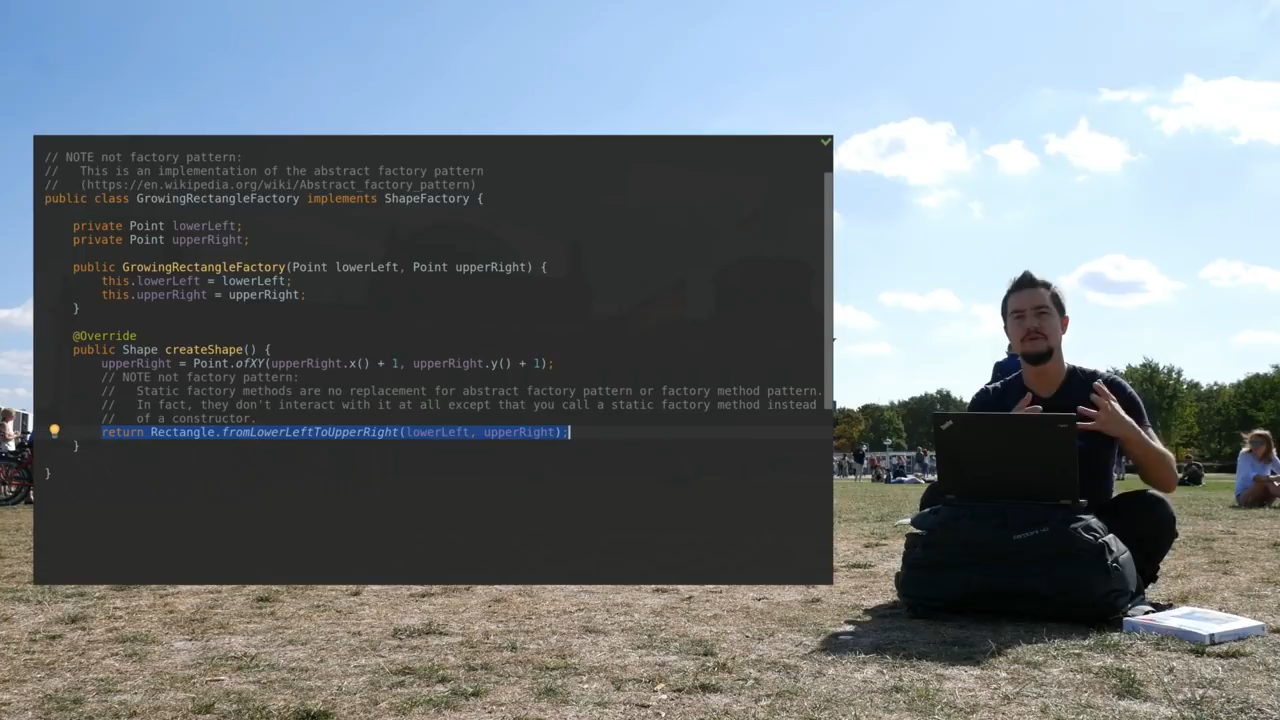 // NOTE not factory pattern:
//   This is an implementation of the abstract factory pattern
//   (https://en.wikipedia.org/wiki/Abstract_factory_pattern)
public class GrowingRectangleFactory implements ShapeFactory {
private Point lowerLeft;
private Point upperRight;
public GrowingRectangleFactory(Point lowerLeft, Point upperRight) {
this.lowerLeft = lowerLeft;
this.upperRight = upperRight;
}
@Override
public Shape createShape() {
upperRight = Point.ofXY(upperRight.x() + 1, upperRight.y() + 1);
// NOTE not factory pattern:
//   Static factory methods are no replacement for abstract factory pattern or factory method pattern.
//   In fact, they don't interact with it at all except that you call a static factory method instead
//   of a constructor.
return Rectangle.fromLowerLeftToUpperRight(lowerLeft, upperRight);
}
}